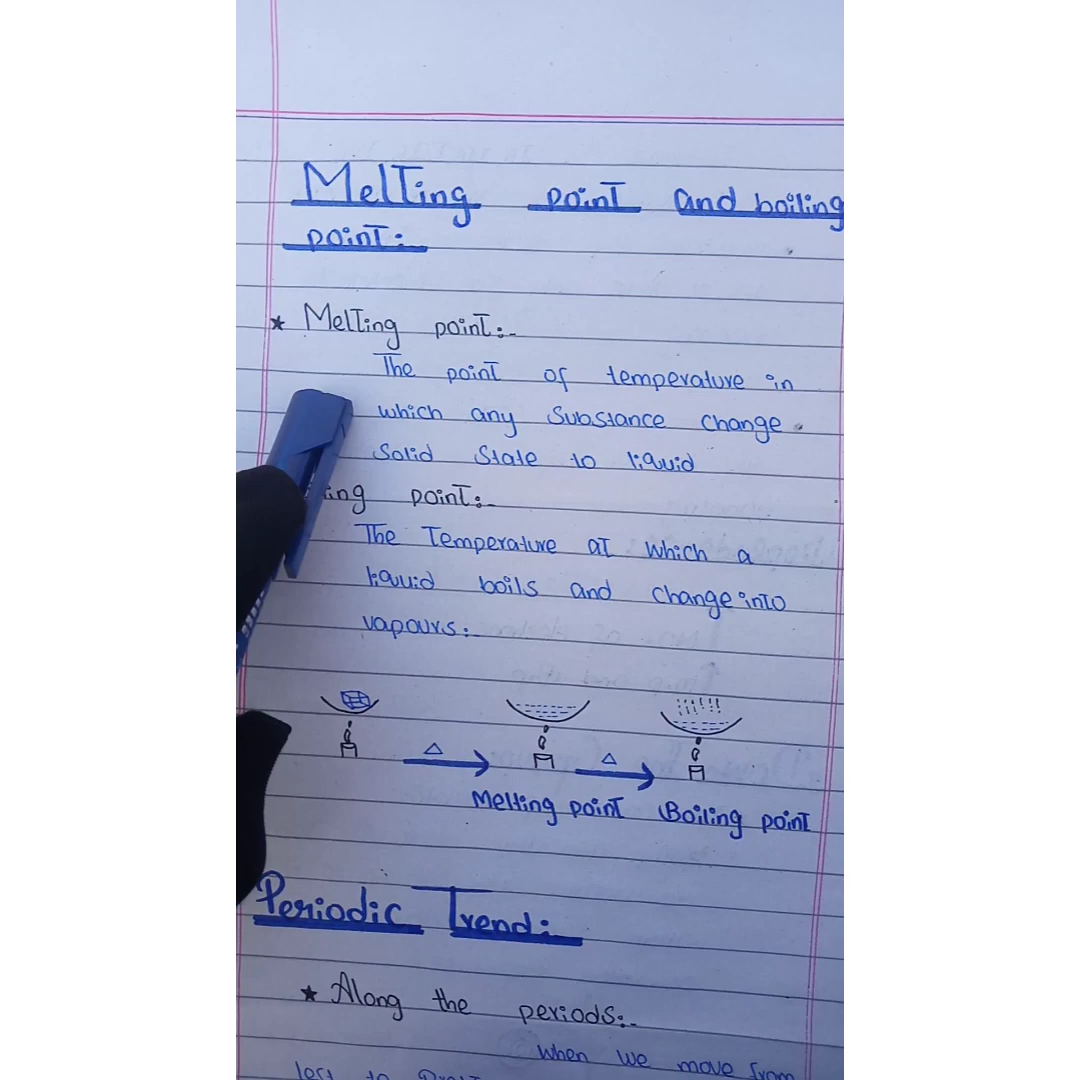 Melting point and boiling
point:-
* Melting point:-
The point of temperature in
which any Substance change
Solid State to liquid
ing point:-
The Temperature at which a
liquid boils and change into
vapours:-
Δ
Δ
Melting point Boiling point
Periodic Trend:
* Along the periods:-
When we move from
to